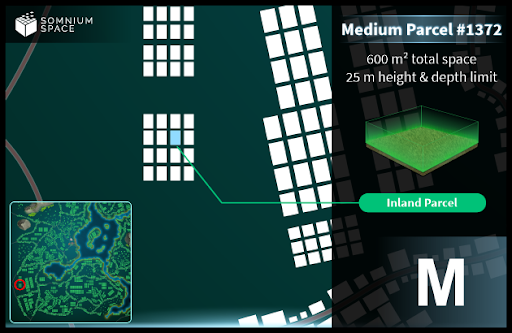 SOMNIUM
SPACE
Medium Parcel #1372
600 m² total space
25 m height & depth limit
Inland Parcel
M